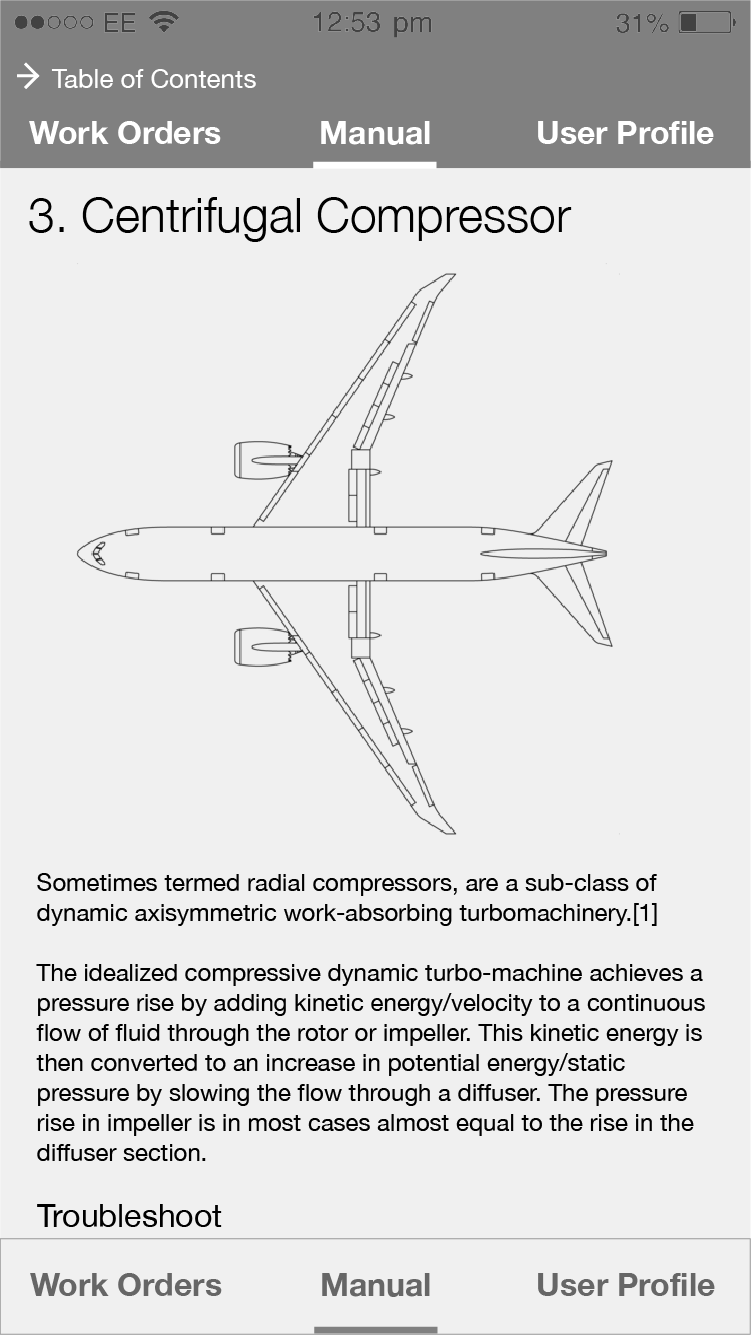 EE 12:53 pm 31%
Table of Contents
Work Orders Manual User Profile
3. Centrifugal Compressor
Sometimes termed radial compressors, are a sub-class of
dynamic axisymmetric work-absorbing turbomachinery.[1]
The idealized compressive dynamic turbo-machine achieves a
pressure rise by adding kinetic energy/velocity to a continuous
flow of fluid through the rotor or impeller. This kinetic energy is
then converted to an increase in potential energy/static
pressure by slowing the flow through a diffuser. The pressure
rise in impeller is in most cases almost equal to the rise in the
diffuser section.
Troubleshoot
Work Orders Manual User Profile